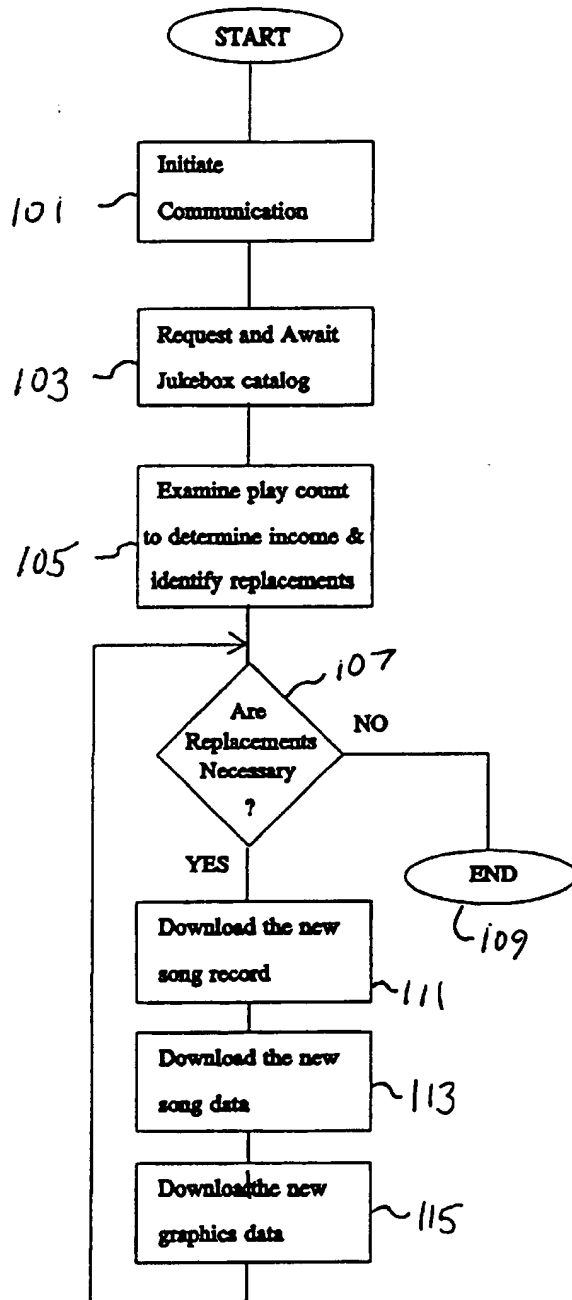 START
Initiate
Communication
101
Request and Await
Jukebox catalog
103
Examine play count
to determine income &
identify replacements
105
107
Are
Replacements
Necessary
?
NO
YES
END
109
Download the new
song record
111
Download the new
song data
113
Download the new
graphics data
115